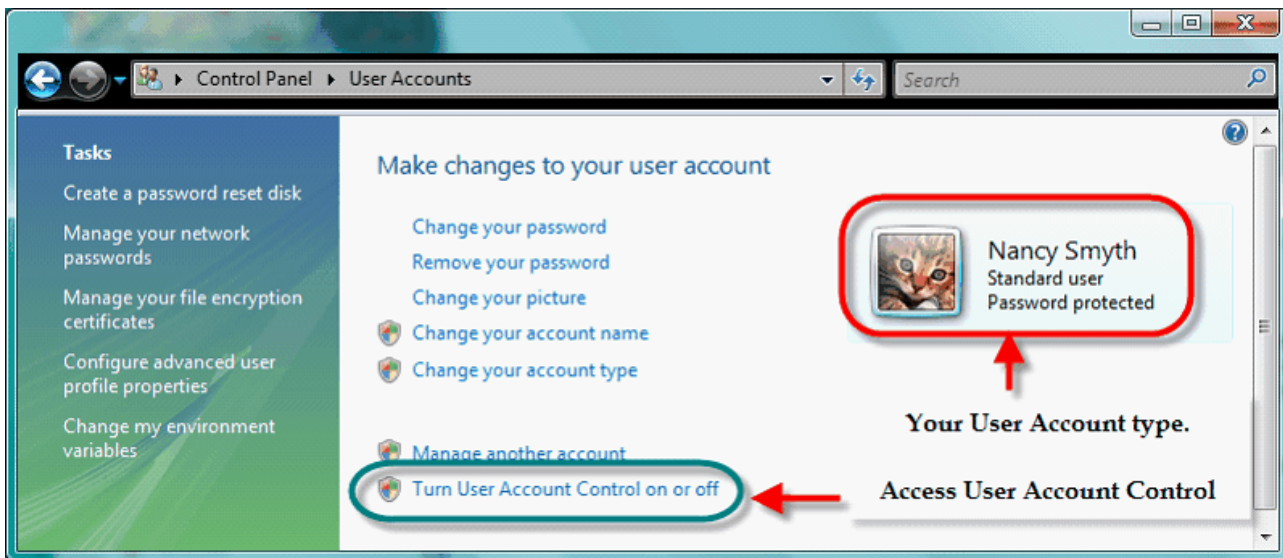 Control Panel
User Accounts
Search
Tasks
Create a password reset disk
Manage your network
passwords
Manage your file encryption
certificates
Configure advanced user
profile properties
Change my environment
variables
Make changes to your user account
Change your password
Remove your password
Change your picture
Change your account name
Change your account type
Manage another account
Turn User Account Control on or off
Nancy Smyth
Standard user
Password protected
Your User Account type.
Access User Account Control